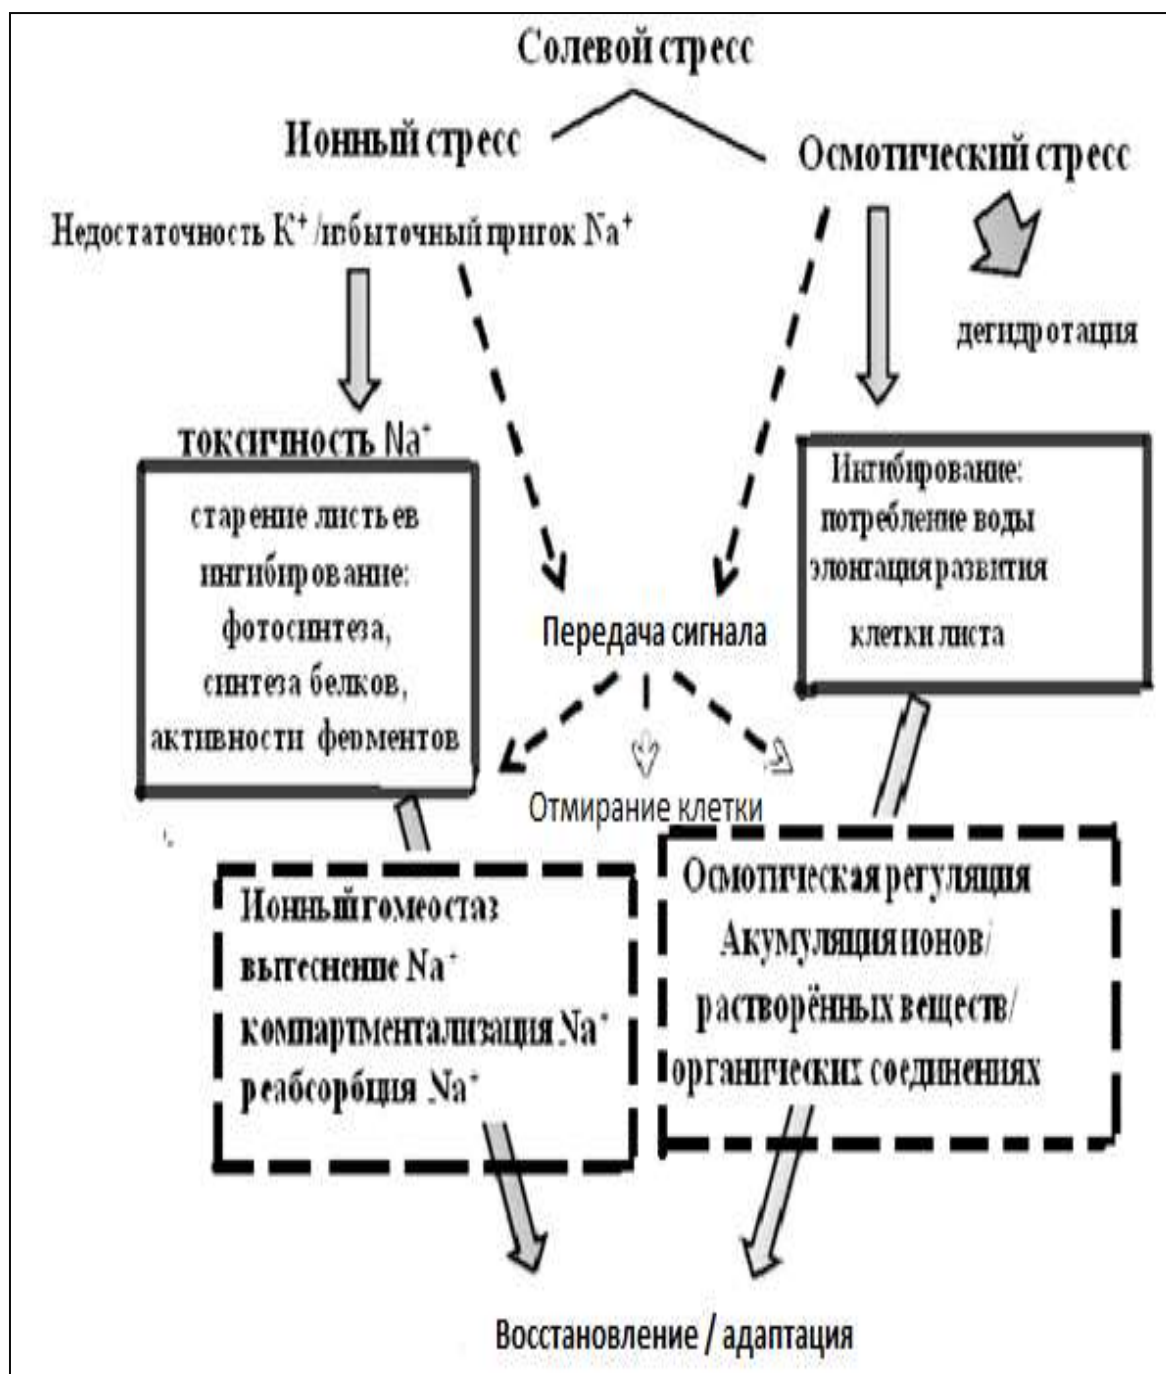 Солевой стресс
Ионный стресс
Осмотический стресс
Недостаточность K⁺ /избыточный приток Na⁺
дегидротация
токсичность Na⁺
старение листьев
ингибирование:
фотосинтеза,
синтеза белков,
активности ферментов
Ингибирование:
потребление воды
элонгация развития
клетки листа
Передача сигнала
Отмирание клетки
Ионный гомеостаз
вытеснение Na⁺
компартментализация Na⁺
реабсорбция Na⁺
Осмотическая регуляция
Акумуляция ионов/
растворённых веществ/
органических соединениях
Восстановление / адаптация